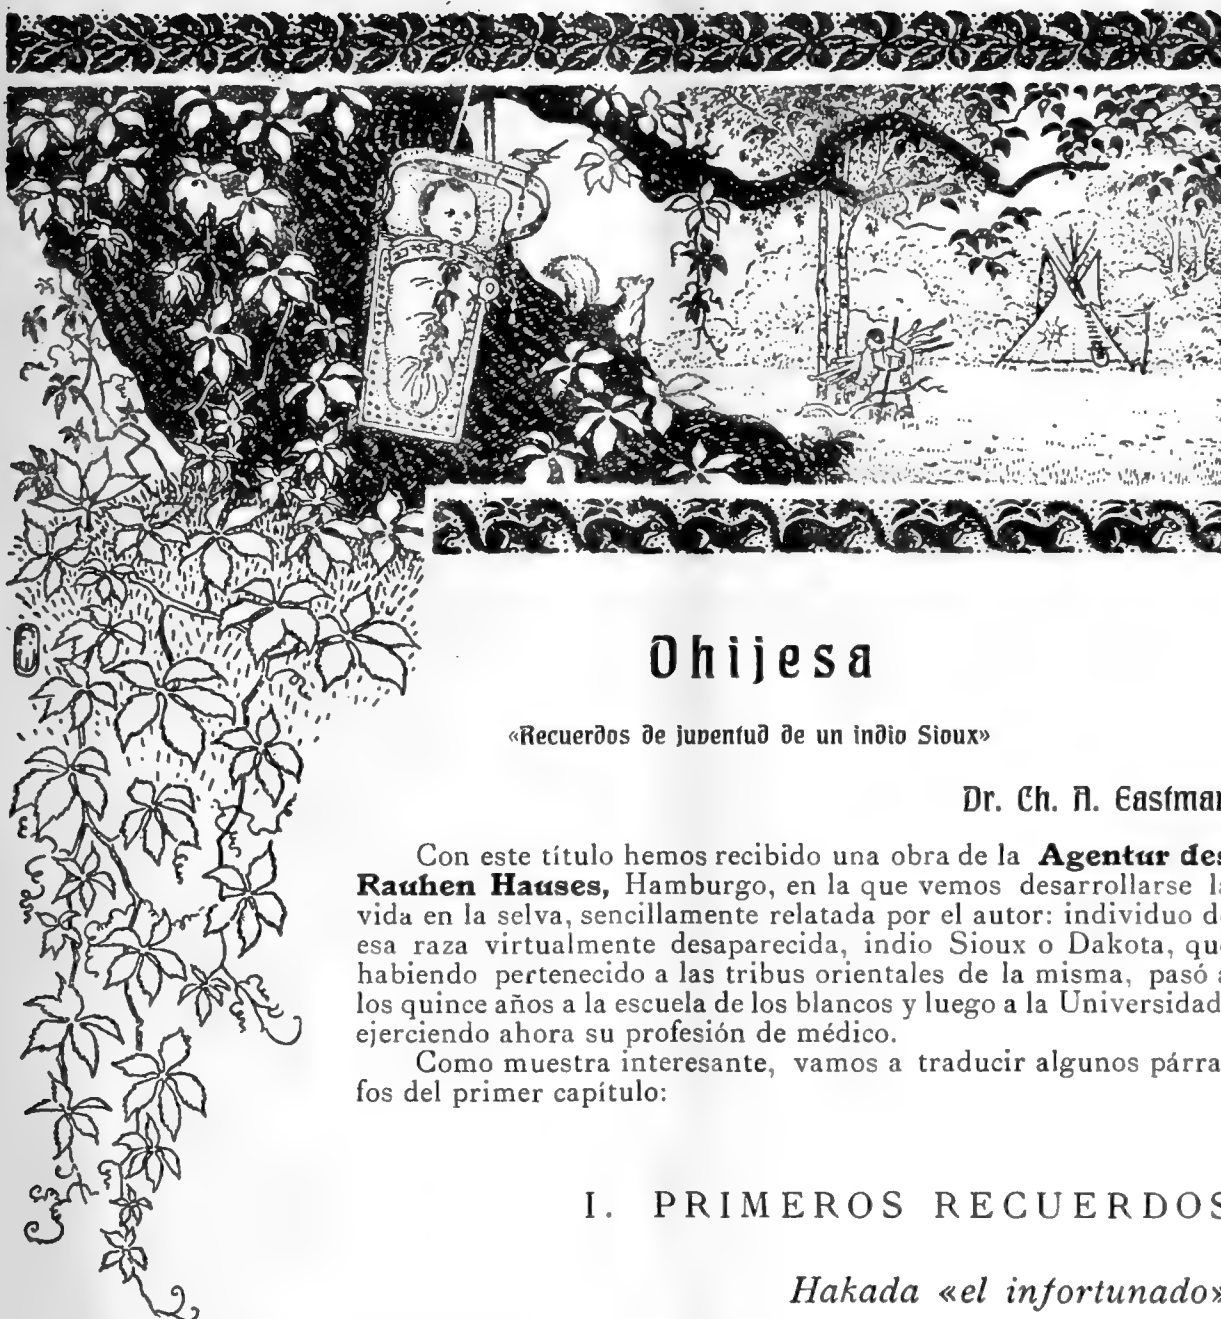 Ohijesa
«Recuerdos de juventud de un indio Sioux»
Dr. Ch. A. Eastman
Con este título hemos recibido una obra de la Agentur des
Rauhen Hauses, Hamburgo, en la que vemos desarrollarse la
vida en la selva, sencillamente relatada por el autor: individuo de
esa raza virtualmente desaparecida, indio Sioux o Dakota, que
habiendo pertenecido a las tribus orientales de la misma, pasó a
los quince años a la escuela de los blancos y luego a la Universidad,
ejerciendo ahora su profesión de médico.
Como muestra interesante, vamos a traducir algunos párra-
fos del primer capítulo:
I. PRIMEROS RECUERDOS
Hakada «el infortunado»